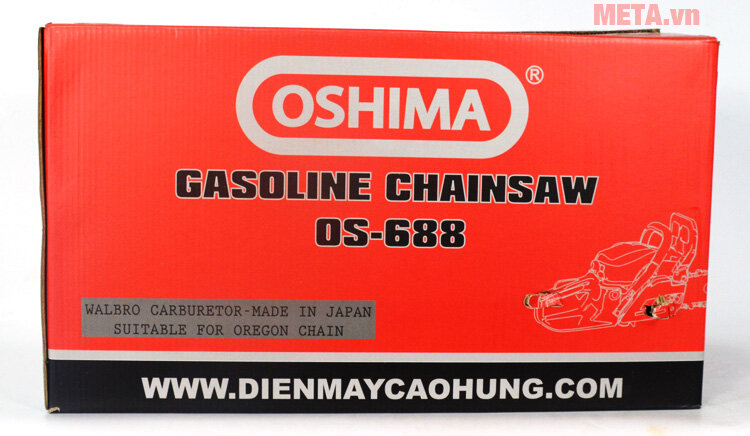 META.vn
OSHIMA®
GASOLINE CHAINSAW
OS-688
WALBRO CARBURETOR-MADE IN JAPAN
SUITABLE FOR OREGON CHAIN
WWW.DIENMAYCAOHUNG.COM